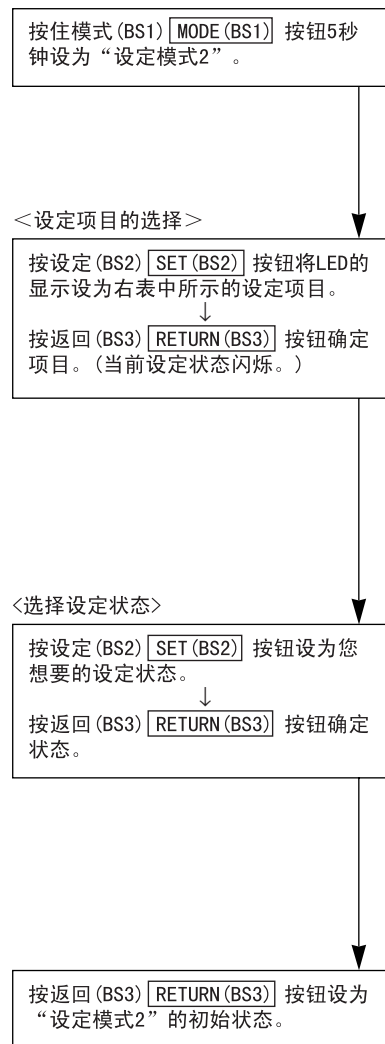 按住模式(BS1) MODE(BS1) 按钮5秒
钟设为“设定模式2”。
＜设定项目的选择＞
按设定(BS2) SET(BS2) 按钮将LED的
显示设为右表中所示的设定项目。
↓
按返回(BS3) RETURN(BS3) 按钮确定
项目。(当前设定状态闪烁。)
<选择设定状态>
按设定(BS2) SET(BS2) 按钮设为您
想要的设定状态。
↓
按返回(BS3) RETURN(BS3) 按钮确定
状态。
按返回(BS3) RETURN(BS3) 按钮设为
“设定模式2”的初始状态。